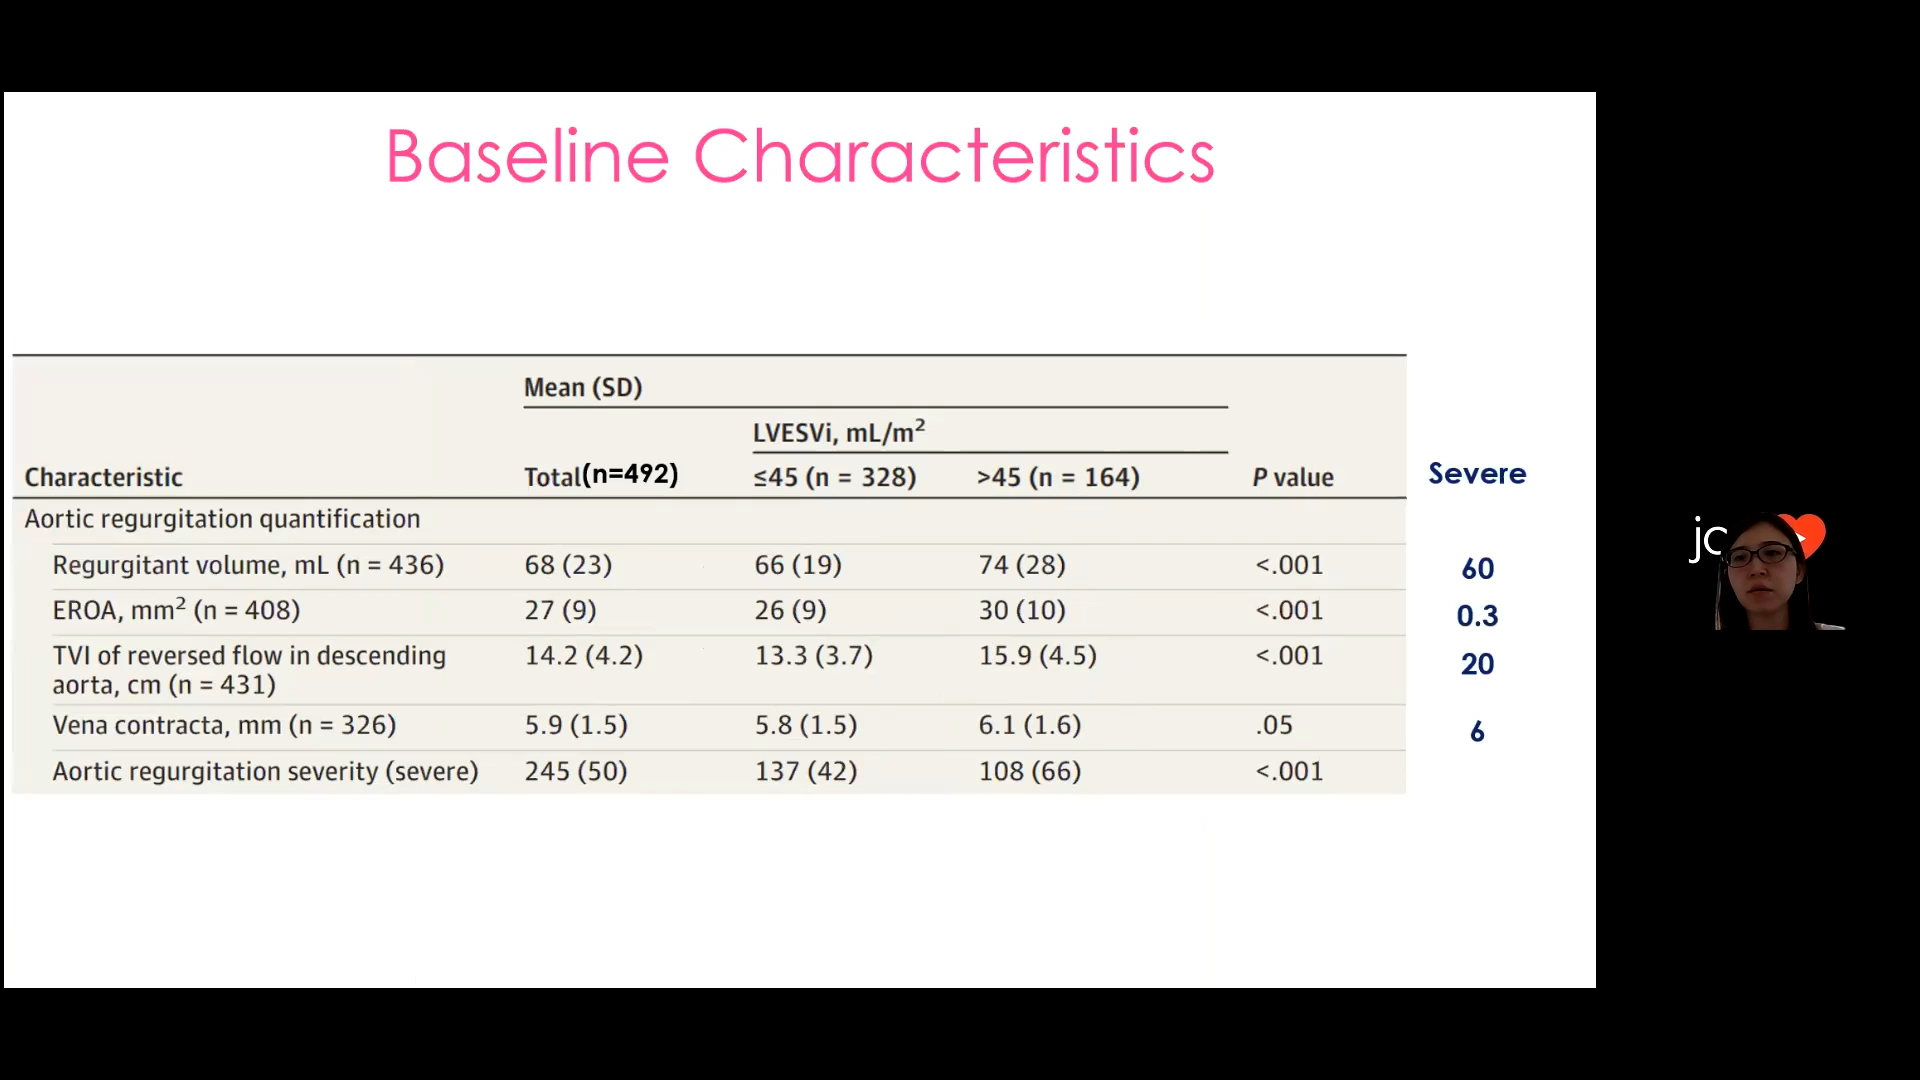 Baseline Characteristics
Mean (SD)
LVESVi, mL/m²
Characteristic Total(n=492) ≤45 (n = 328) >45 (n = 164) P value Severe
Aortic regurgitation quantification
Regurgitant volume, mL (n = 436) 68 (23) 66 (19) 74 (28) <.001 60
EROA, mm² (n = 408) 27 (9) 26 (9) 30 (10) <.001 0.3
TVI of reversed flow in descending 14.2 (4.2) 13.3 (3.7) 15.9 (4.5) <.001 20
aorta, cm (n = 431)
Vena contracta, mm (n = 326) 5.9 (1.5) 5.8 (1.5) 6.1 (1.6) .05 6
Aortic regurgitation severity (severe) 245 (50) 137 (42) 108 (66) <.001